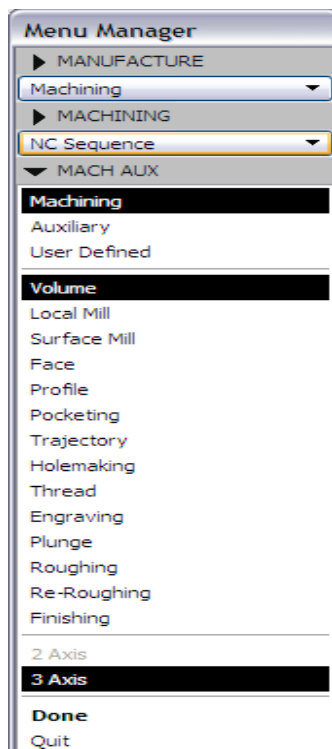 Menu Manager
MANUFACTURE
Machining
MACHINING
NC Sequence
MACH AUX
Machining
Auxiliary
User Defined
Volume
Local Mill
Surface Mill
Face
Profile
Pocketing
Trajectory
Holemaking
Thread
Engraving
Plunge
Roughing
Re-Roughing
Finishing
2 Axis
3 Axis
Done
Quit